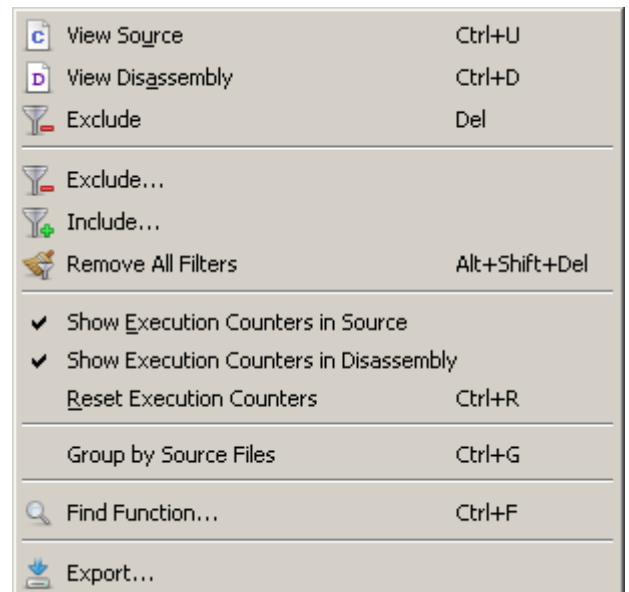 C View Source Ctrl+U
D View Disassembly Ctrl+D
Exclude Del
Exclude...
Include...
Remove All Filters Alt+Shift+Del
Show Execution Counters in Source
Show Execution Counters in Disassembly
Reset Execution Counters Ctrl+R
Group by Source Files Ctrl+G
Find Function... Ctrl+F
Export...